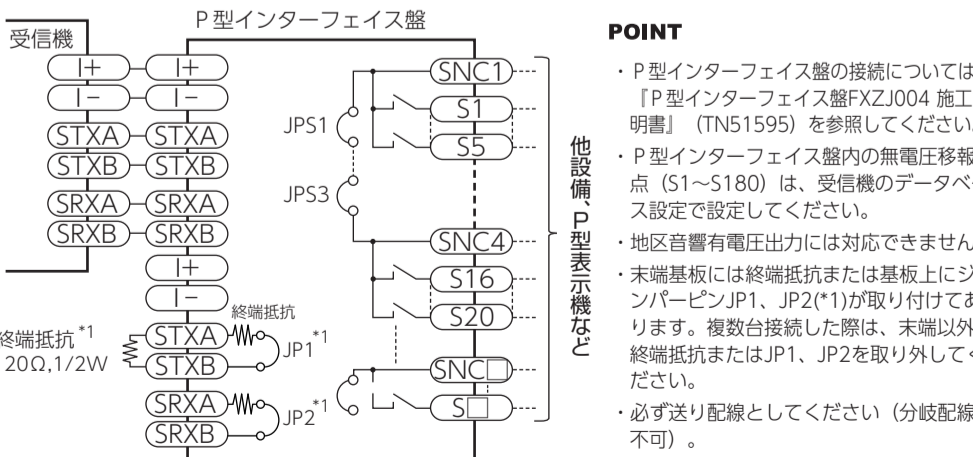 受信機
P型インターフェイス盤
I+ I+
I− I−
STXA STXA
STXB STXB
SRXA SRXA
SRXB SRXB
I+
I−
終端抵抗
STXA
STXB
JP1*1
SRXA
SRXB
JP2*1
終端抵抗*1
20Ω,1/2W
JPS1
JPS3
SNC1
S1
S5
SNC4
S16
S20
SNC□
S□
他設備、P型表示機など
POINT
・P型インターフェイス盤の接続については
『P型インターフェイス盤FXZJ004 施工
明書』（TN51595）を参照してください
・P型インターフェイス盤内の無電圧移報
点（S1～S180）は、受信機のデータベ
ス設定で設定してください。
・地区音響有電圧出力には対応できません
・末端基板には終端抵抗または基板上にジ
ンパーピンJP1、JP2(*1)が取り付けてあ
ります。複数台接続した際は、末端以外
終端抵抗またはJP1、JP2を取り外してく
ださい。
・必ず送り配線としてください（分岐配線
不可）。